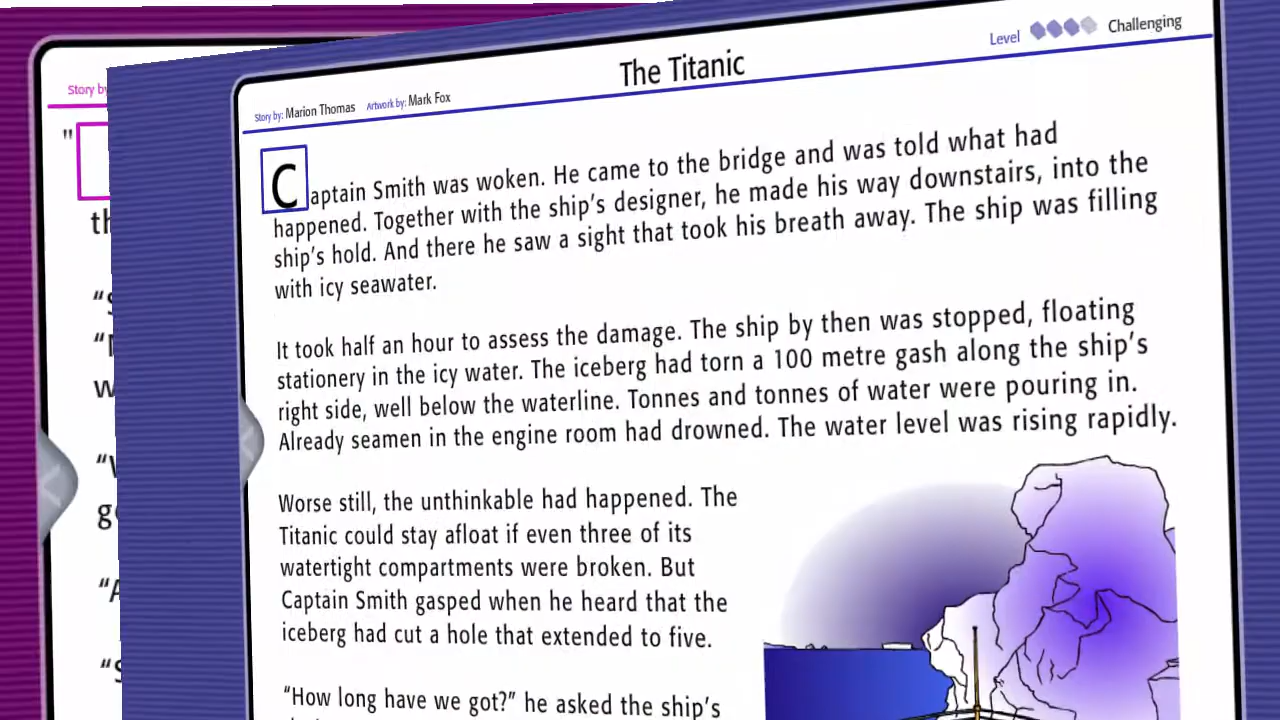 Level Challenging
The Titanic
Story by: Marion Thomas Artwork by: Mark Fox
Captain Smith was woken. He came to the bridge and was told what had
happened. Together with the ship's designer, he made his way downstairs, into the
ship's hold. And there he saw a sight that took his breath away. The ship was filling
with icy seawater.
It took half an hour to assess the damage. The ship by then was stopped, floating
stationery in the icy water. The iceberg had torn a 100 metre gash along the ship's
right side, well below the waterline. Tonnes and tonnes of water were pouring in.
Already seamen in the engine room had drowned. The water level was rising rapidly.
Worse still, the unthinkable had happened. The
Titanic could stay afloat if even three of its
watertight compartments were broken. But
Captain Smith gasped when he heard that the
iceberg had cut a hole that extended to five.
“How long have we got?” he asked the ship's
Story by